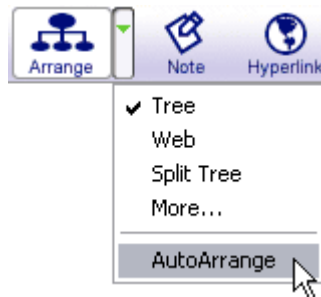 Arrange Note Hyperlink
Tree
Web
Split Tree
More...
AutoArrange